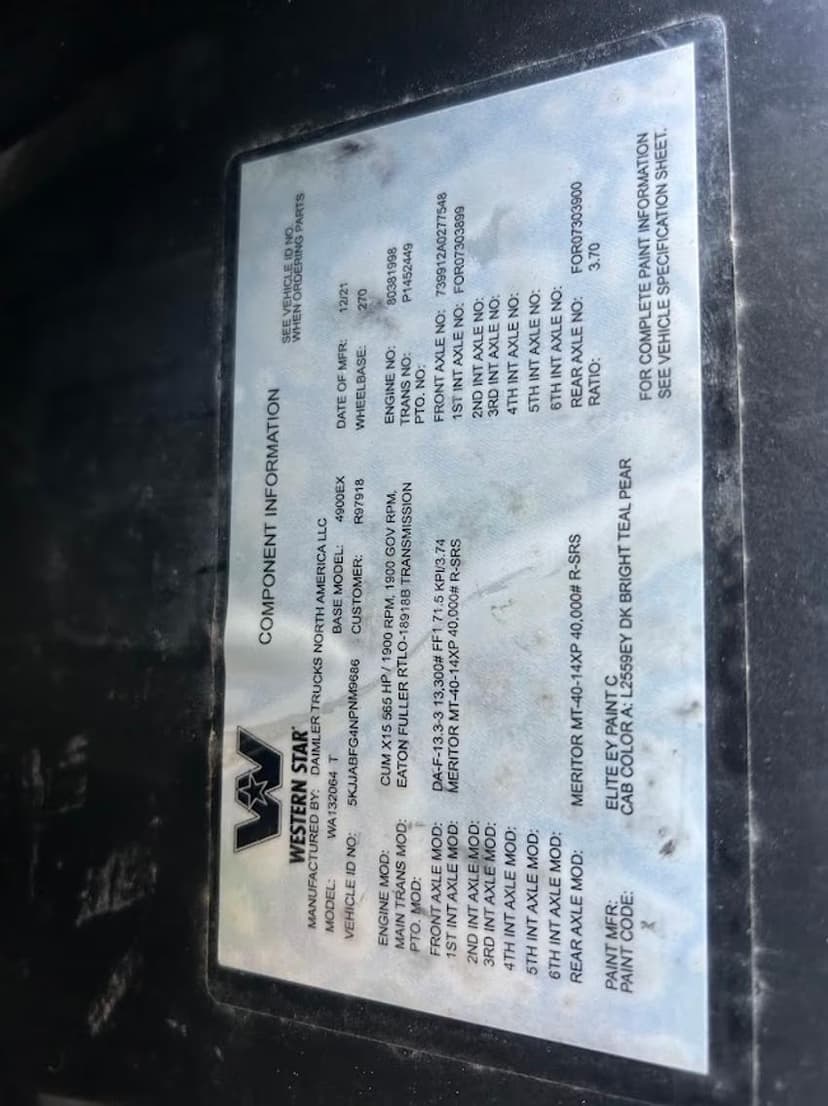 COMPONENT INFORMATION
SEE VEHICLE ID NO.
WHEN ORDERING PARTS
WESTERN STAR
MANUFACTURED BY: DAIMLER TRUCKS NORTH AMERICA LLC
MODEL: WA132064 T BASE MODEL: 4900EX DATE OF MFR: 12/21
VEHICLE ID NO: 5KJJABFG4NPNM9686 CUSTOMER: R97918 WHEELBASE: 270
ENGINE MOD: CUM X15 565 HP / 1900 RPM, 1900 GOV RPM, ENGINE NO: 80381998
MAIN TRANS MOD: EATON FULLER RTLO-18918B TRANSMISSION TRANS NO: P1452449
PTO. MOD: PTO. NO:
FRONT AXLE MOD: DA-F-13.3-3 13,300# FF1 71.5 KPI/3.74 FRONT AXLE NO: 739912A0277548
1ST INT AXLE MOD: MERITOR MT-40-14XP 40,000# R-SRS 1ST INT AXLE NO: FOR07303899
2ND INT AXLE MOD: 2ND INT AXLE NO:
3RD INT AXLE MOD: 3RD INT AXLE NO:
4TH INT AXLE MOD: 4TH INT AXLE NO:
5TH INT AXLE MOD: 5TH INT AXLE NO:
6TH INT AXLE MOD: 6TH INT AXLE NO:
REAR AXLE MOD: MERITOR MT-40-14XP 40,000# R-SRS REAR AXLE NO: FOR07303900
RATIO: 3.70
PAINT MFR: ELITE EY PAINT C
PAINT CODE: CAB COLOR A: L2559EY DK BRIGHT TEAL PEAR
FOR COMPLETE PAINT INFORMATION
SEE VEHICLE SPECIFICATION SHEET.